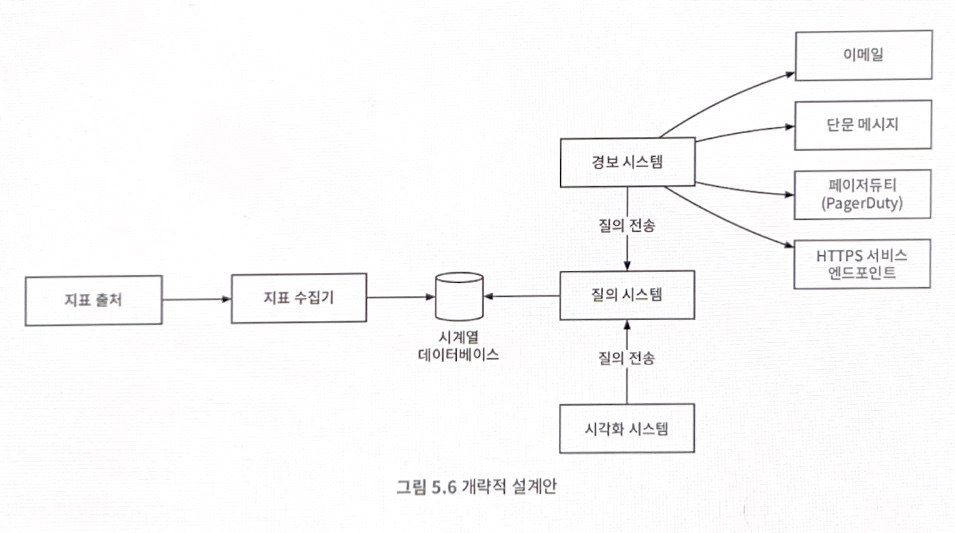 이메일
단문 메시지
경보 시스템
페이저듀티
(PagerDuty)
질의 전송
HTTPS 서비스
엔드포인트
지표 출처
지표 수집기
질의 시스템
시계열
데이터베이스
질의 전송
시각화 시스템
그림 5.6 개략적 설계안